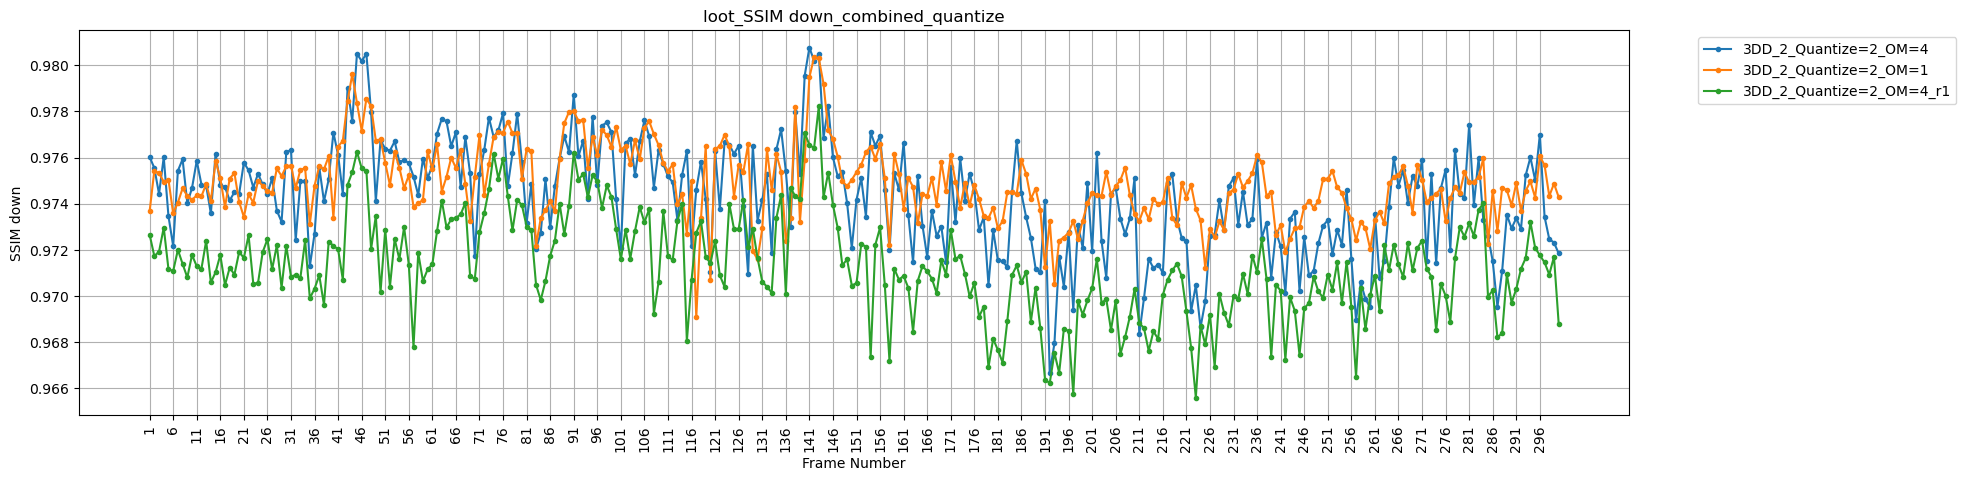 loot_SSIM down_combined_quantize
3DD_2_Quantize=2_OM=4
3DD_2_Quantize=2_OM=1
3DD_2_Quantize=2_OM=4_r1
SSIM down
0.980
0.978
0.976
0.974
0.972
0.970
0.968
0.966
1 6 11 16 21 26 31 36 41 46 51 56 61 66 71 76 81 86 91 96 101 106 111 116 121 126 131 136 141 146 151 156 161 166 171 176 181 186 191 196 201 206 211 216 221 226 231 236 241 246 251 256 261 266 271 276 281 286 291 296
Frame Number